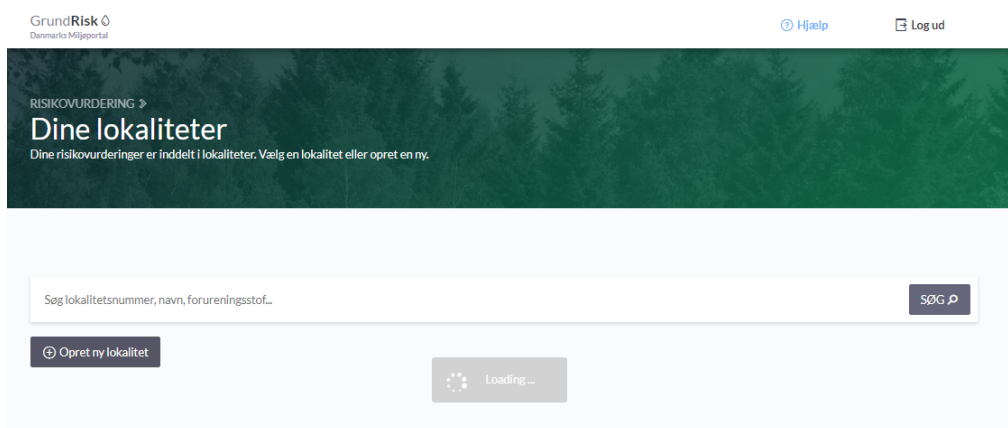 GrundRisk
Danmarks Miljøportal
Hjælp
Log ud
RISIKOVURDERING
Dine lokaliteter
Dine risikovurderinger er inddelt i lokaliteter. Vælg en lokalitet eller opret en ny.
Søg lokalitetsnummer, navn, forureningsstof...
SØG
Opret ny lokalitet
Loading ...